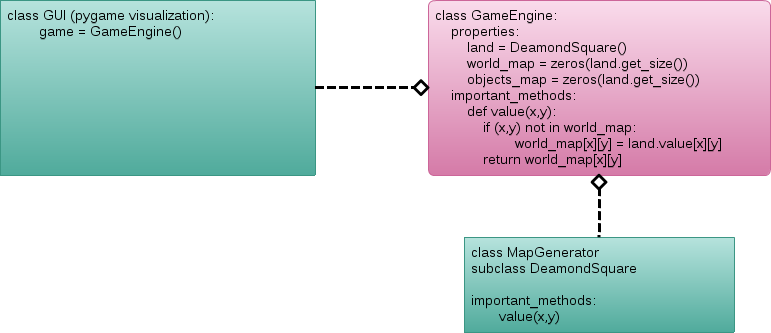 class GUI (pygame visualization):
game = GameEngine()
class GameEngine:
properties:
land = DeamondSquare()
world_map = zeros(land.get_size())
objects_map = zeros(land.get_size())
important_methods:
def value(x,y):
if (x,y) not in world_map:
world_map[x][y] = land.value[x][y]
return world_map[x][y]
class MapGenerator
subclass DeamondSquare
important_methods:
value(x,y)